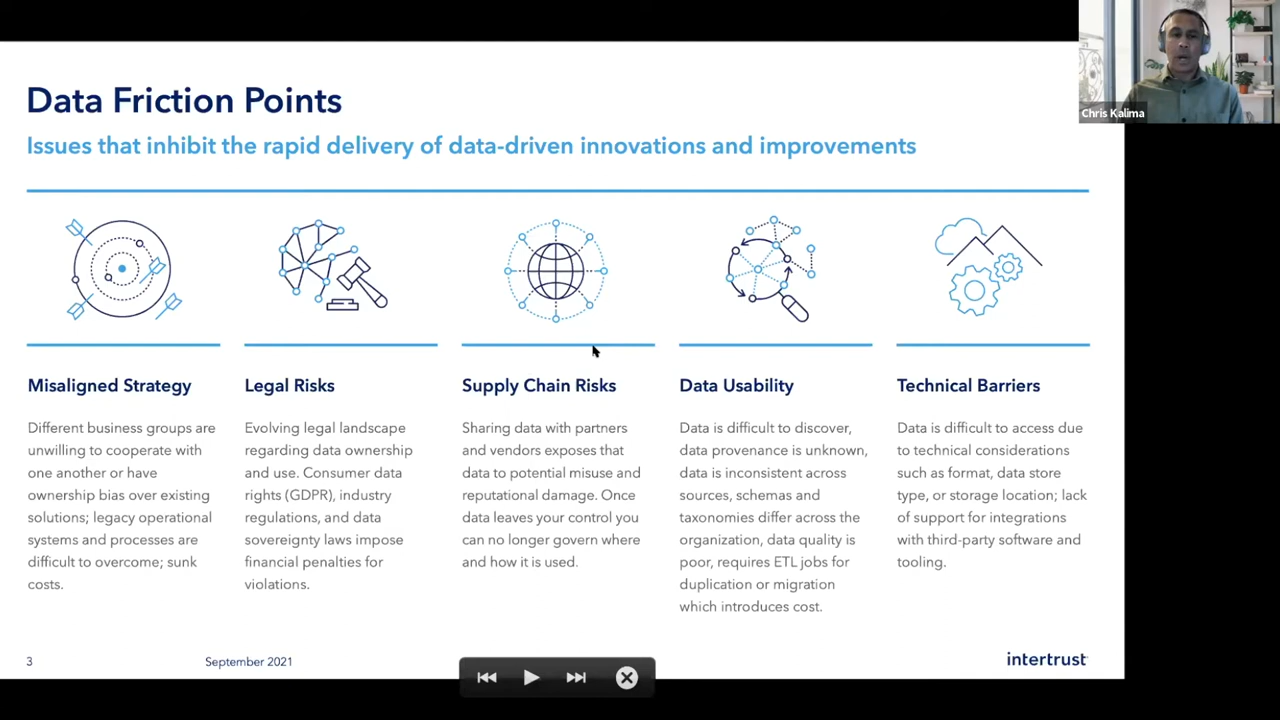 Data Friction Points
Issues that inhibit the rapid delivery of data-driven innovations and improvements
Chris Kalima
Misaligned Strategy
Different business groups are
unwilling to cooperate with
one another or have
ownership bias over existing
solutions; legacy operational
systems and processes are
difficult to overcome; sunk
costs.
Legal Risks
Evolving legal landscape
regarding data ownership
and use. Consumer data
rights (GDPR), industry
regulations, and data
sovereignty laws impose
financial penalties for
violations.
Supply Chain Risks
Sharing data with partners
and vendors exposes that
data to potential misuse and
reputational damage. Once
data leaves your control you
can no longer govern where
and how it is used.
Data Usability
Data is difficult to discover,
data provenance is unknown,
data is inconsistent across
sources, schemas and
taxonomies differ across the
organization, data quality is
poor, requires ETL jobs for
duplication or migration
which introduces cost.
Technical Barriers
Data is difficult to access due
to technical considerations
such as format, data store
type, or storage location; lack
of support for integrations
with third-party software and
tooling.
3
September 2021
intertrust